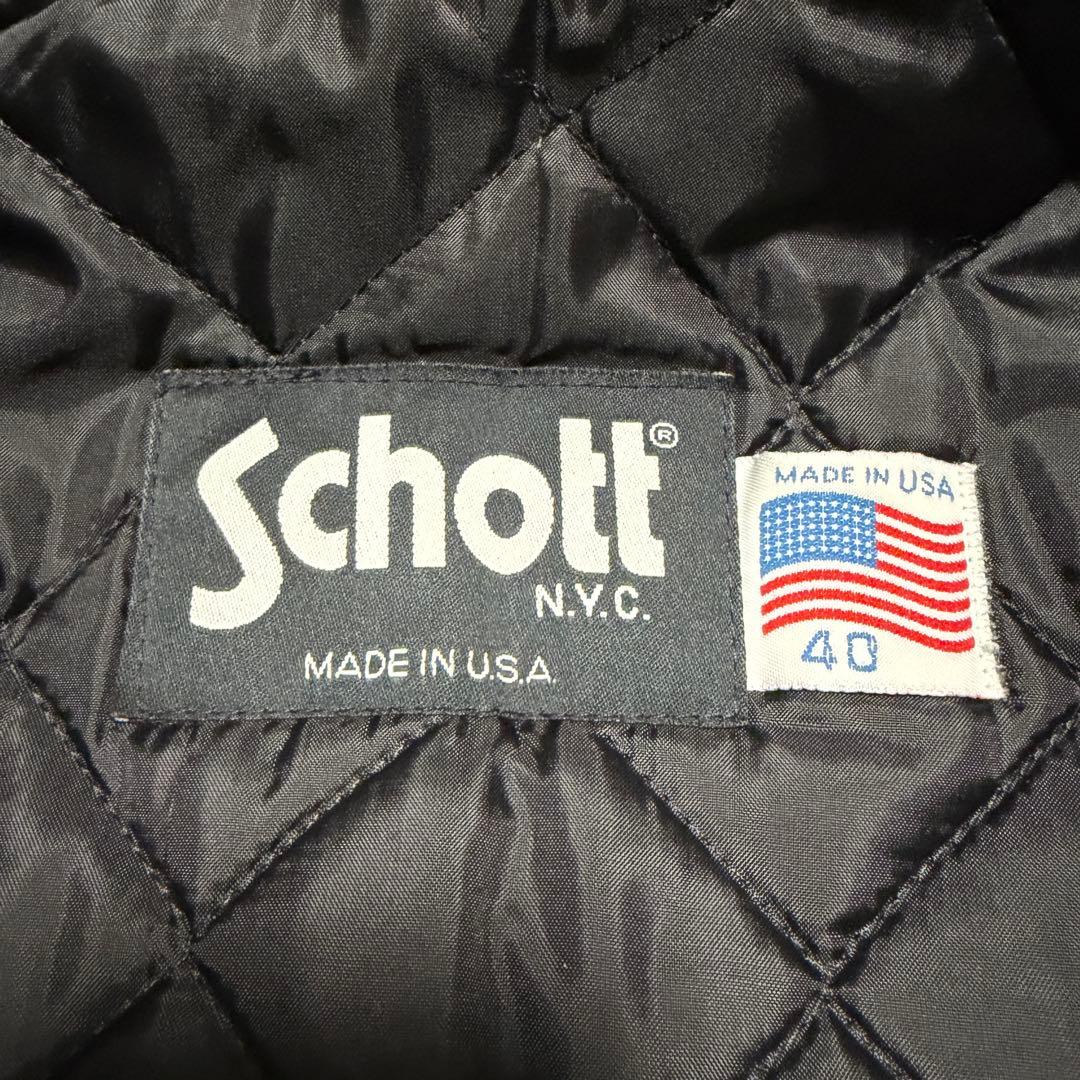 Schott®
N.Y.C.
MADE IN U.S.A.
MADE IN USA
40